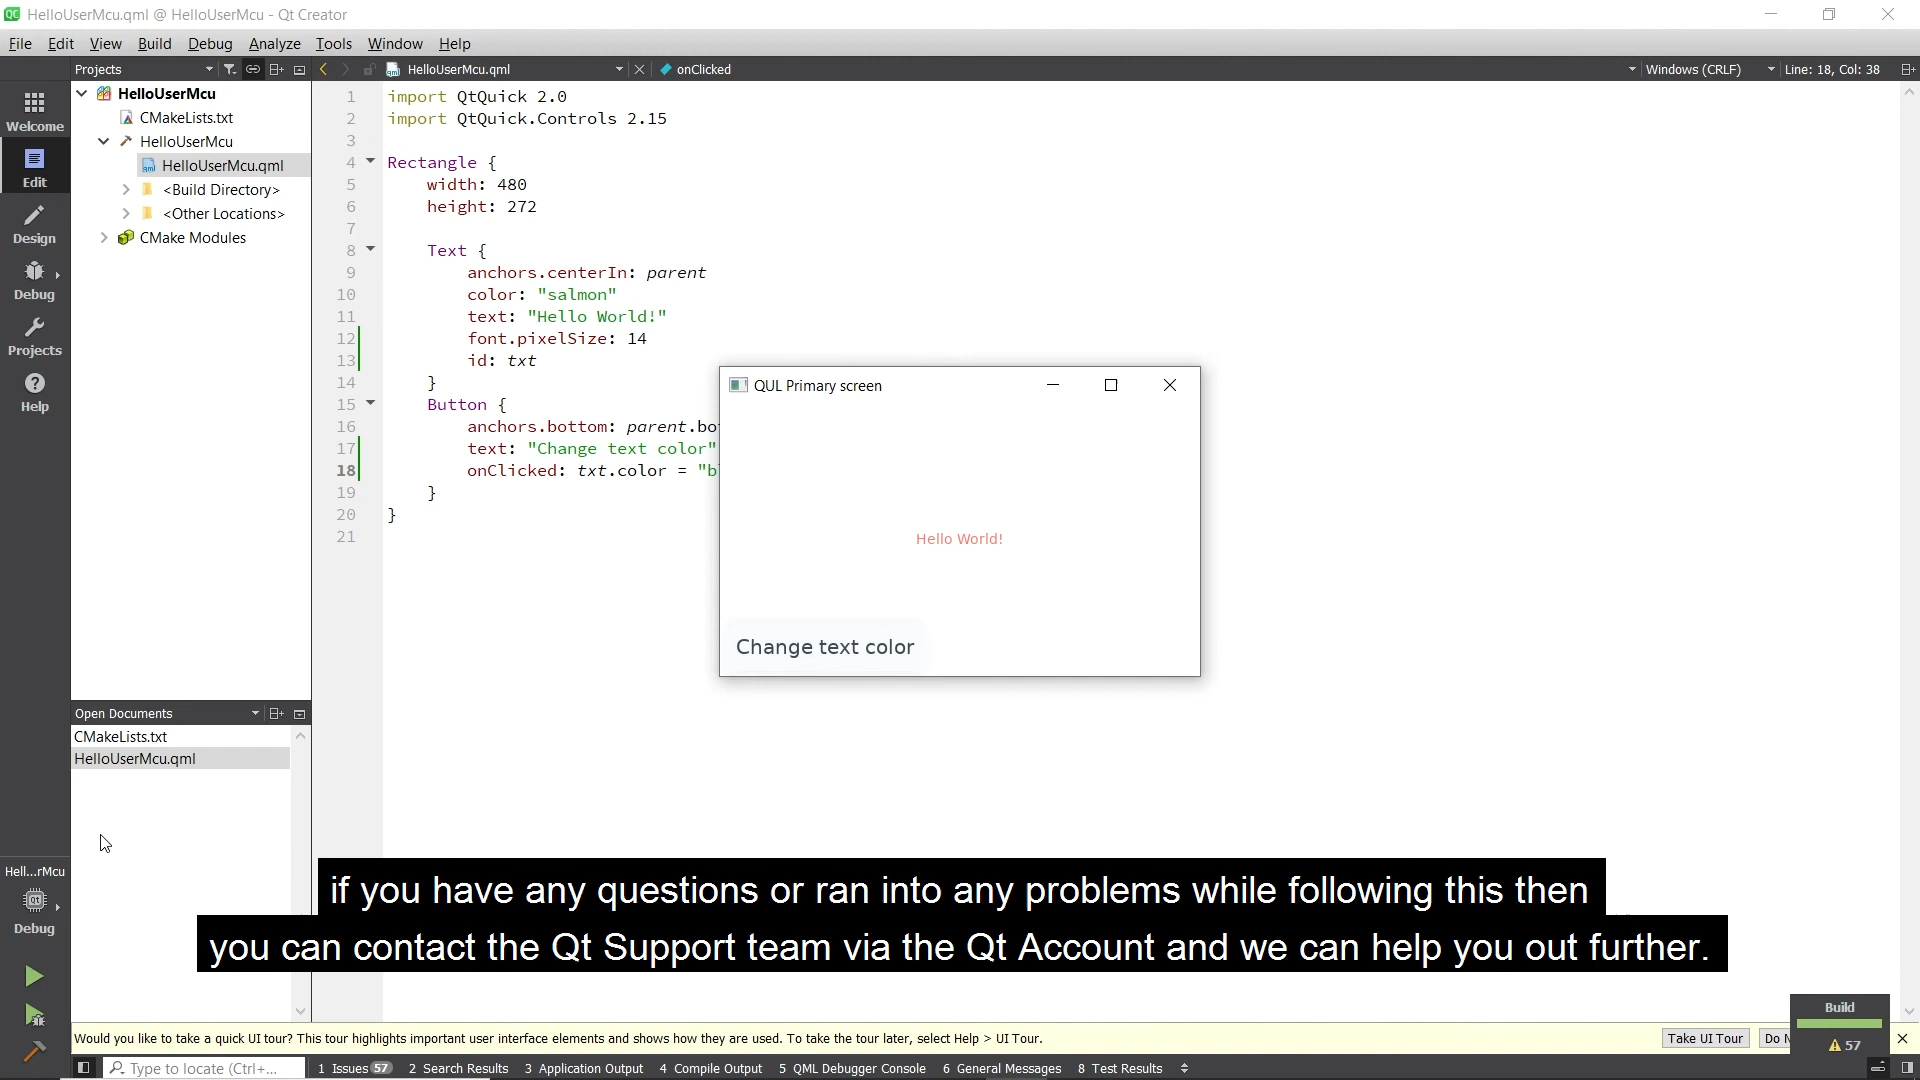 HelloUserMcu.qml @ HelloUserMcu - Qt Creator
File Edit View Build Debug Analyze Tools Window Help
Projects HelloUserMcu.qml onClicked Windows (CRLF) Line: 18, Col: 38
Welcome
Edit
Design
Debug
Projects
Help
HelloUserMcu
CMakeLists.txt
HelloUserMcu
HelloUserMcu.qml
<Build Directory>
<Other Locations>
CMake Modules
1 import QtQuick 2.0
2 import QtQuick.Controls 2.15
3
4 Rectangle {
5 width: 480
6 height: 272
7
8 Text {
9 anchors.centerIn: parent
10 color: "salmon"
11 text: "Hello World!"
12 font.pixelSize: 14
13 id: txt
14 }
15 Button {
16 anchors.bottom: parent.bo
17 text: "Change text color"
18 onClicked: txt.color = "b
19 }
20 }
21
QUL Primary screen
Hello World!
Change text color
Open Documents
CMakeLists.txt
HelloUserMcu.qml
Hell...rMcu
Debug
if you have any questions or ran into any problems while following this then
you can contact the Qt Support team via the Qt Account and we can help you out further.
Build
57
Would you like to take a quick UI tour? This tour highlights important user interface elements and shows how they are used. To take the tour later, select Help > UI Tour. Take UI Tour Do
Type to locate (Ctrl+... 1 Issues 57 2 Search Results 3 Application Output 4 Compile Output 5 QML Debugger Console 6 General Messages 8 Test Results